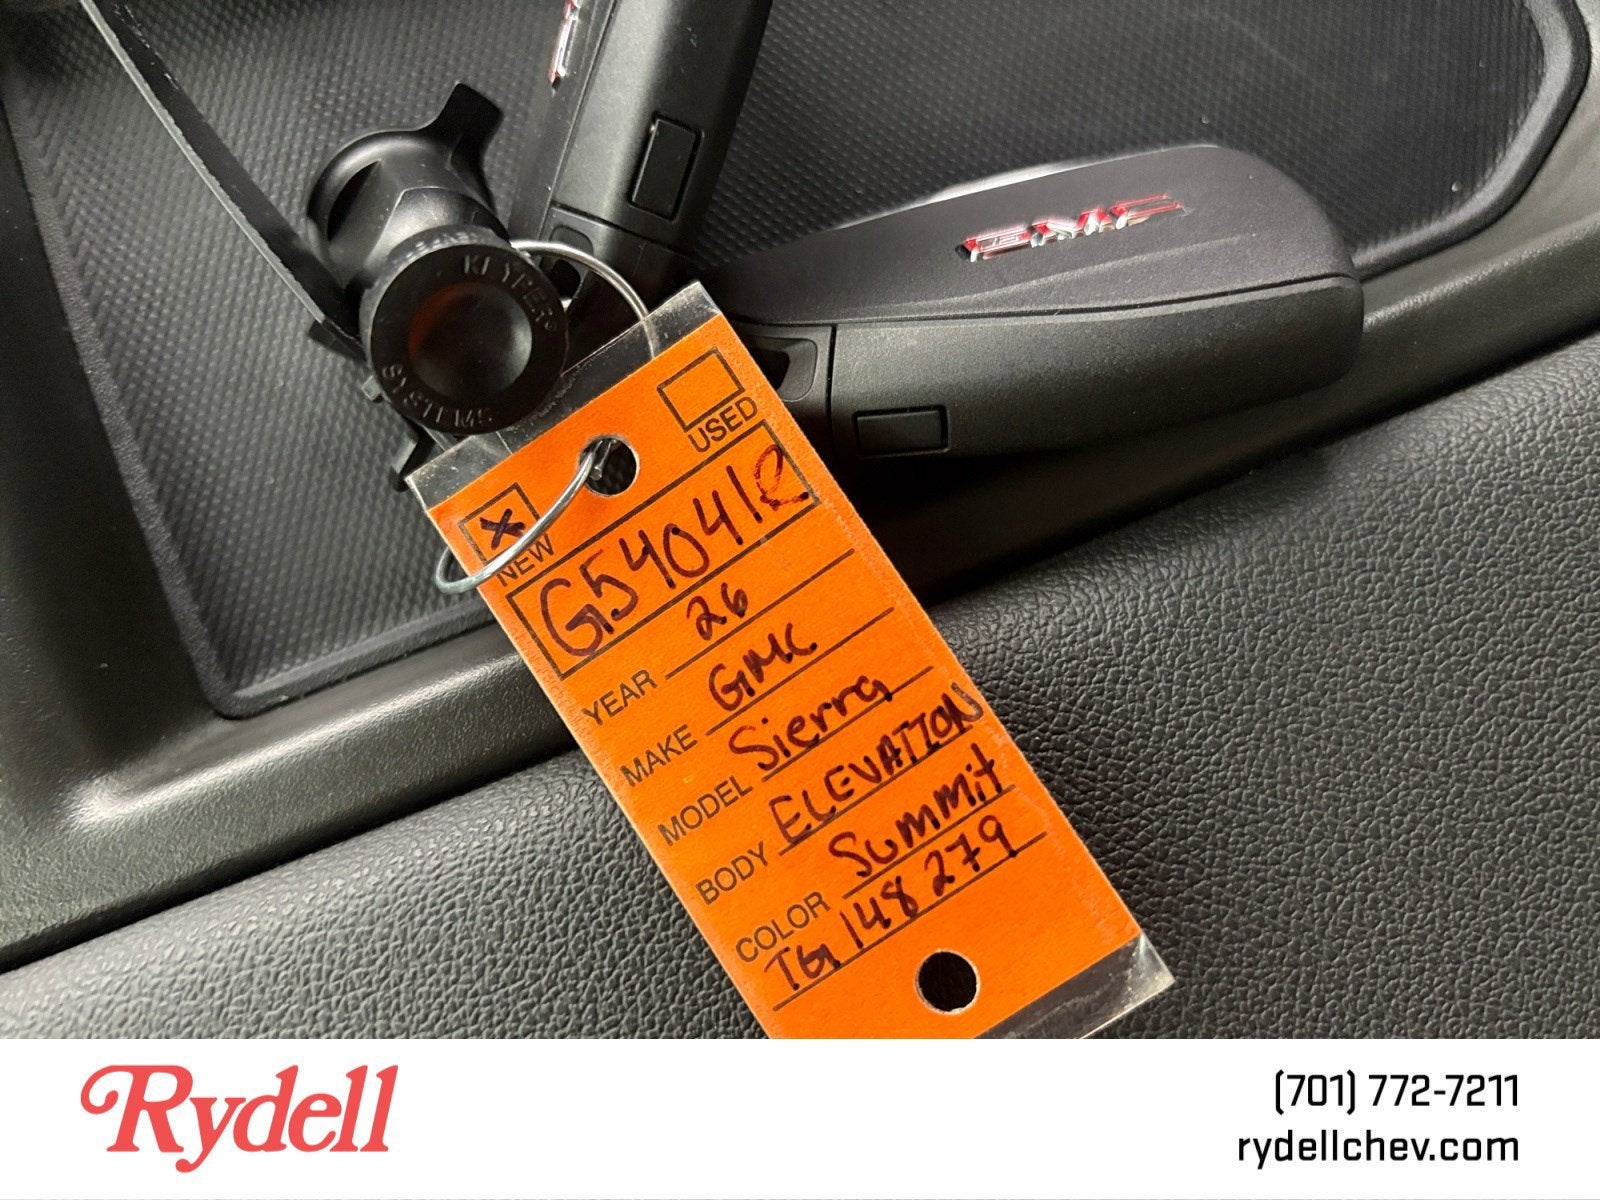 GMC
KEYPER®
SYSTEMS
USED
X
NEW
G54041R
YEAR 26
MAKE GMC
MODEL Sierra
BODY ELEVATION
COLOR Summit
TG148279
Rydell
(701) 772-7211
rydellchev.com